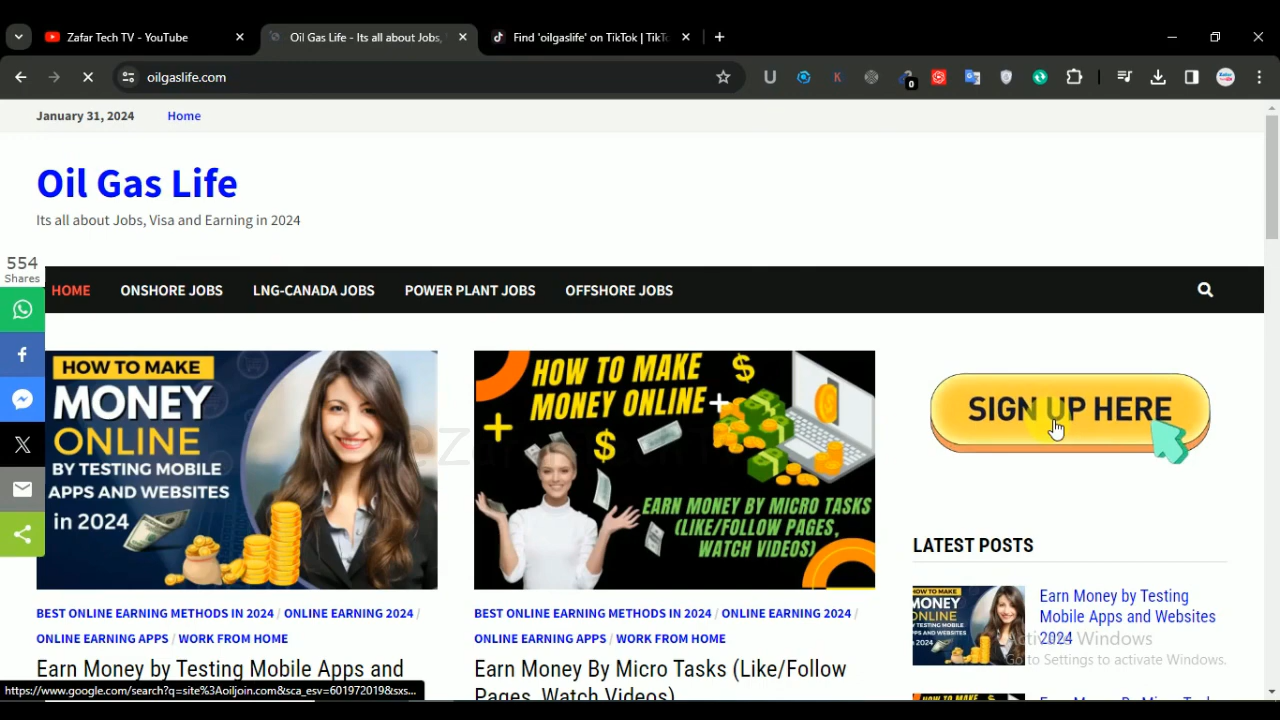 Zafar Tech TV - YouTube
Oil Gas Life - Its all about Jobs,
Find 'oilgaslife' on TikTok | TikTo
oilgaslife.com
0
January 31, 2024
Home
Oil Gas Life
Its all about Jobs, Visa and Earning in 2024
554
Shares
HOME
ONSHORE JOBS
LNG-CANADA JOBS
POWER PLANT JOBS
OFFSHORE JOBS
HOW TO MAKE
MONEY
ONLINE
BY TESTING MOBILE
APPS AND WEBSITES
in 2024
HOW TO MAKE
MONEY ONLINE
EARN MONEY BY MICRO TASKS
(LIKE/FOLLOW PAGES,
WATCH VIDEOS)
SIGN UP HERE
LATEST POSTS
MONEY
ONLINE
Earn Money by Testing
Mobile Apps and Websites
2024
Activate Windows
Go to Settings to activate Windows.
BEST ONLINE EARNING METHODS IN 2024 / ONLINE EARNING 2024 /
ONLINE EARNING APPS / WORK FROM HOME
Earn Money by Testing Mobile Apps and
BEST ONLINE EARNING METHODS IN 2024 / ONLINE EARNING 2024 /
ONLINE EARNING APPS / WORK FROM HOME
Earn Money By Micro Tasks (Like/Follow
Pages, Watch Videos)
https://www.google.com/search?q=site%3Aoiljoin.com&sca_esv=601972019&sxs...